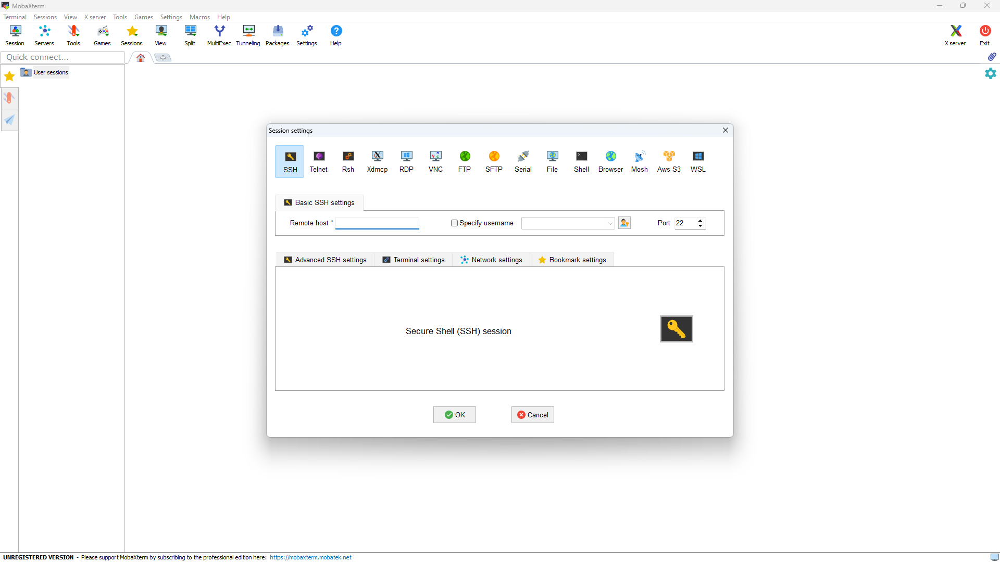 MobaXterm
Terminal Sessions View X server Tools Games Settings Macros Help
Session Servers Tools Games Sessions View Split MultiExec Tunneling Packages Settings Help X server Exit
Quick connect...
User sessions
Session settings
SSH Telnet Rsh Xdmcp RDP VNC FTP SFTP Serial File Shell Browser Mosh Aws S3 WSL
Basic SSH settings
Remote host * Specify username Port 22
Advanced SSH settings Terminal settings Network settings Bookmark settings
Secure Shell (SSH) session
OK Cancel
UNREGISTERED VERSION - Please support MobaXterm by subscribing to the professional edition here: https://mobaxterm.mobatek.net